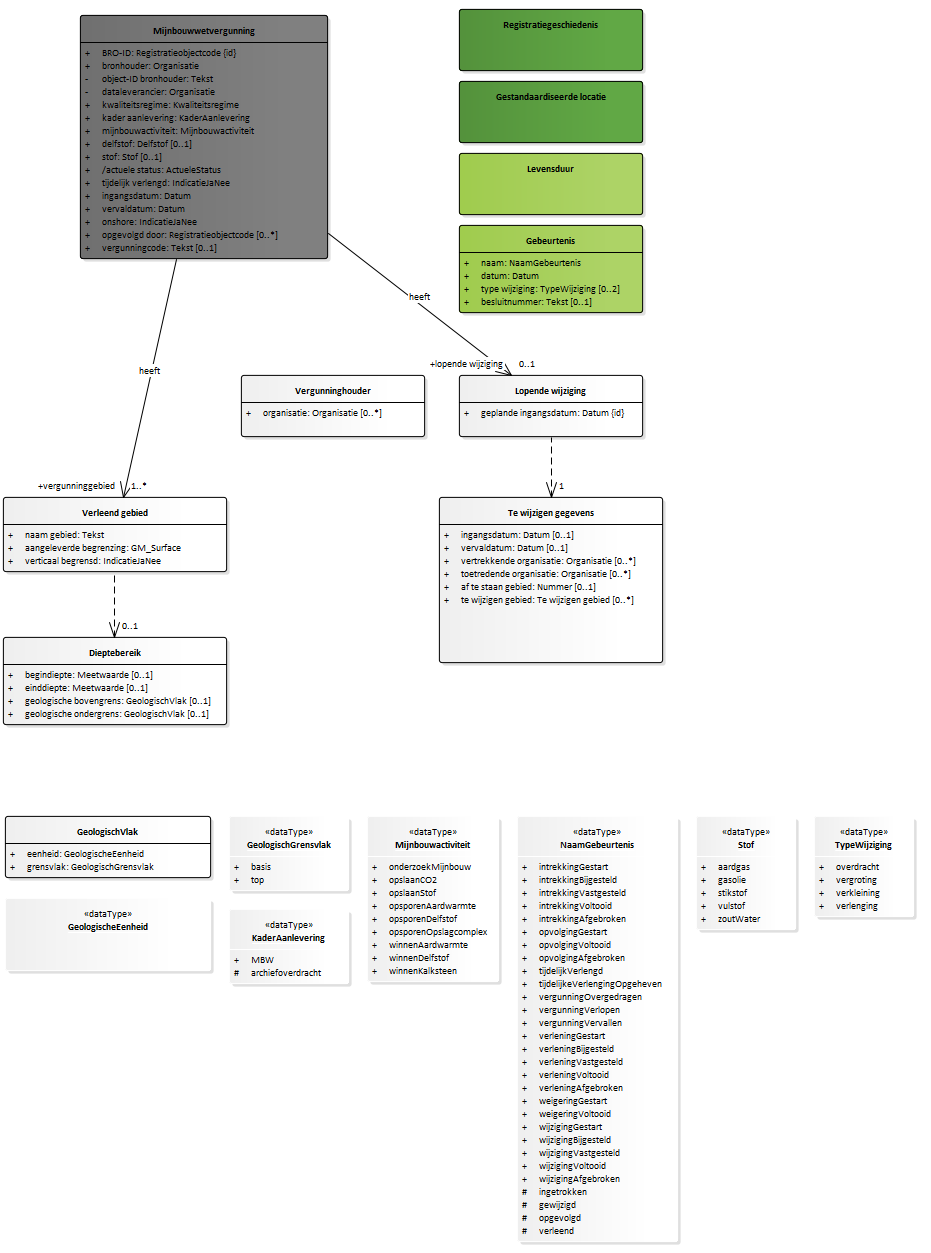 Mijnbouwwetvergunning
+ BRO-ID: Registratieobjectcode {id}
+ bronhouder: Organisatie
- object-ID bronhouder: Tekst
- dataleverancier: Organisatie
+ kwaliteitsregime: Kwaliteitsregime
+ kader aanlevering: KaderAanlevering
+ mijnbouwactiviteit: Mijnbouwactiviteit
+ delfstof: Delfstof [0..1]
+ stof: Stof [0..1]
+ /actuele status: ActueleStatus
+ tijdelijk verlengd: IndicatieJaNee
+ ingangsdatum: Datum
+ vervaldatum: Datum
+ onshore: IndicatieJaNee
+ opgevolgd door: Registratieobjectcode [0..*]
+ vergunningcode: Tekst [0..1]
Registratiegeschiedenis
Gestandaardiseerde locatie
Levensduur
Gebeurtenis
+ naam: NaamGebeurtenis
+ datum: Datum
+ type wijziging: TypeWijziging [0..2]
+ besluitnummer: Tekst [0..1]
heeft
heeft
+lopende wijziging 0..1
Vergunninghouder
+ organisatie: Organisatie [0..*]
Lopende wijziging
+ geplande ingangsdatum: Datum {id}
+vergunninggebied 1..*
1
Verleend gebied
+ naam gebied: Tekst
+ aangeleverde begrenzing: GM_Surface
+ verticaal begrensd: IndicatieJaNee
Te wijzigen gegevens
+ ingangsdatum: Datum [0..1]
+ vervaldatum: Datum [0..1]
+ vertrekkende organisatie: Organisatie [0..*]
+ toetredende organisatie: Organisatie [0..*]
+ af te staan gebied: Nummer [0..1]
+ te wijzigen gebied: Te wijzigen gebied [0..*]
0..1
Dieptebereik
+ begindiepte: Meetwaarde [0..1]
+ einddiepte: Meetwaarde [0..1]
+ geologische bovengrens: GeologischVlak [0..1]
+ geologische ondergrens: GeologischVlak [0..1]
GeologischVlak
+ eenheid: GeologischeEenheid
+ grensvlak: GeologischGrensvlak
«dataType»
GeologischeEenheid
«dataType»
GeologischGrensvlak
+ basis
+ top
«dataType»
KaderAanlevering
+ MBW
# archiefoverdracht
«dataType»
Mijnbouwactiviteit
+ onderzoekMijnbouw
+ opslaanCO2
+ opslaanStof
+ opsporenAardwarmte
+ opsporenDelfstof
+ opsporenOpslagcomplex
+ winnenAardwarmte
+ winnenDelfstof
+ winnenKalksteen
«dataType»
NaamGebeurtenis
+ intrekkingGestart
+ intrekkingBijgesteld
+ intrekkingVastgesteld
+ intrekkingVoltooid
+ intrekkingAfgebroken
+ opvolgingGestart
+ opvolgingVoltooid
+ opvolgingAfgebroken
+ tijdelijkVerlengd
+ tijdelijkeVerlengingOpgeheven
+ vergunningOvergedragen
+ vergunningVerlopen
+ vergunningVervallen
+ verleningGestart
+ verleningBijgesteld
+ verleningVastgesteld
+ verleningVoltooid
+ verleningAfgebroken
+ weigeringGestart
+ weigeringVoltooid
+ wijzigingGestart
+ wijzigingBijgesteld
+ wijzigingVastgesteld
+ wijzigingVoltooid
+ wijzigingAfgebroken
# ingetrokken
# gewijzigd
# opgevolgd
# verleend
«dataType»
Stof
+ aardgas
+ gasolie
+ stikstof
+ vulstof
+ zoutWater
«dataType»
TypeWijziging
+ overdracht
+ vergroting
+ verkleining
+ verlenging